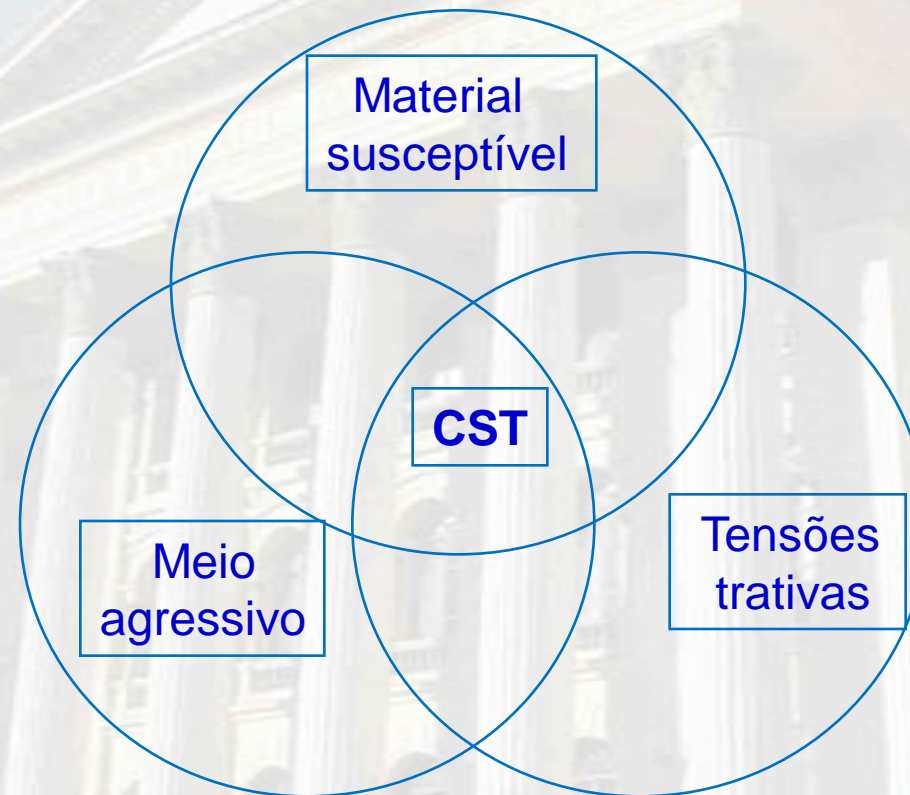 Material
susceptível
CST
Meio
agressivo
Tensões
trativas